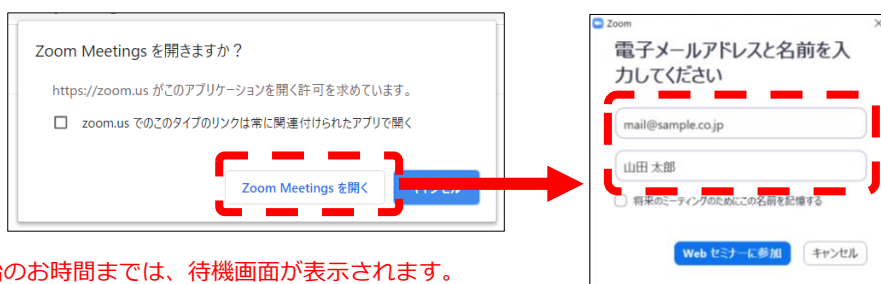 Zoom Meetings を開きますか？
https://zoom.us がこのアプリケーションを開く許可を求めています。
zoom.us でのこのタイプのリンクは常に関連付けられたアプリで開く
Zoom Meetings を開く
Zoom
電子メールアドレスと名前を入
力してください
mail@sample.co.jp
山田 太郎
将来のミーティングのためにこの名前を記憶する
Web セミナーに参加
キャンセル
のお時間までは、待機画面が表示されます。